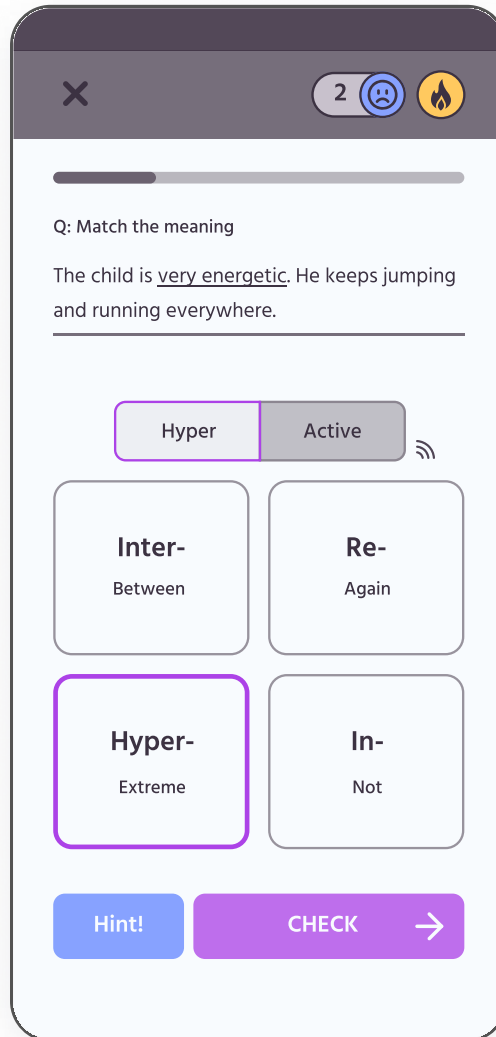 2
Q: Match the meaning
The child is very energetic. He keeps jumping
and running everywhere.
Hyper Active
Inter- Re-
Between Again
Hyper- In-
Extreme Not
Hint! CHECK